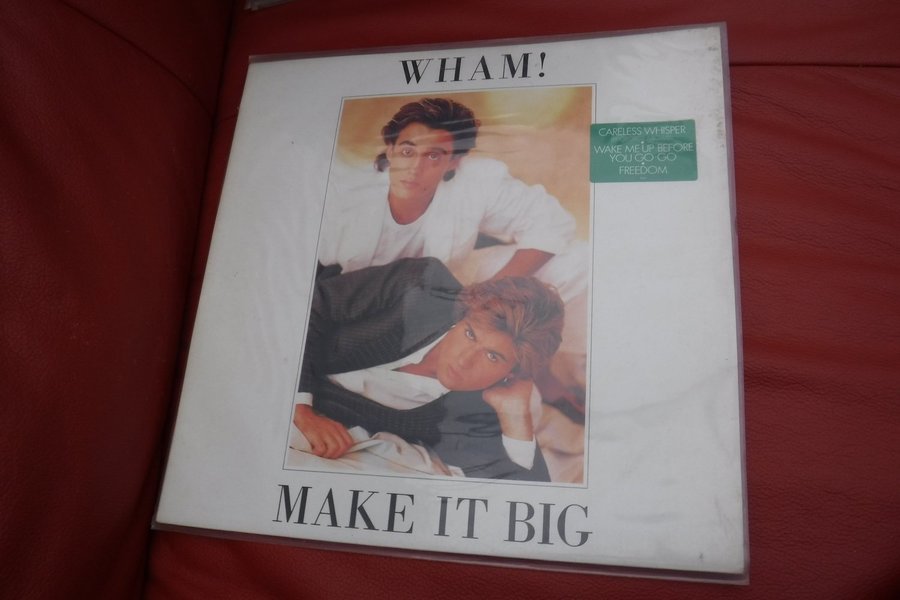 WHAM!
CARELESS WHISPER
WAKE ME UP BEFORE
YOU GO GO
FREEDOM
MAKE IT BIG